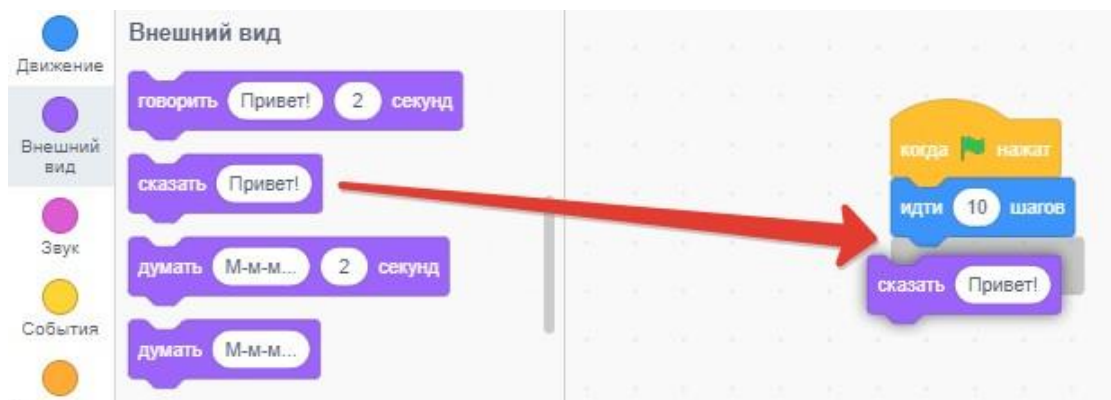 Движение
Внешний
вид
Звук
События
Внешний вид
говорить Привет! 2 секунд
сказать Привет!
думать М-м-м... 2 секунд
думать М-м-м...
когда нажат
идти 10 шагов
сказать Привет!